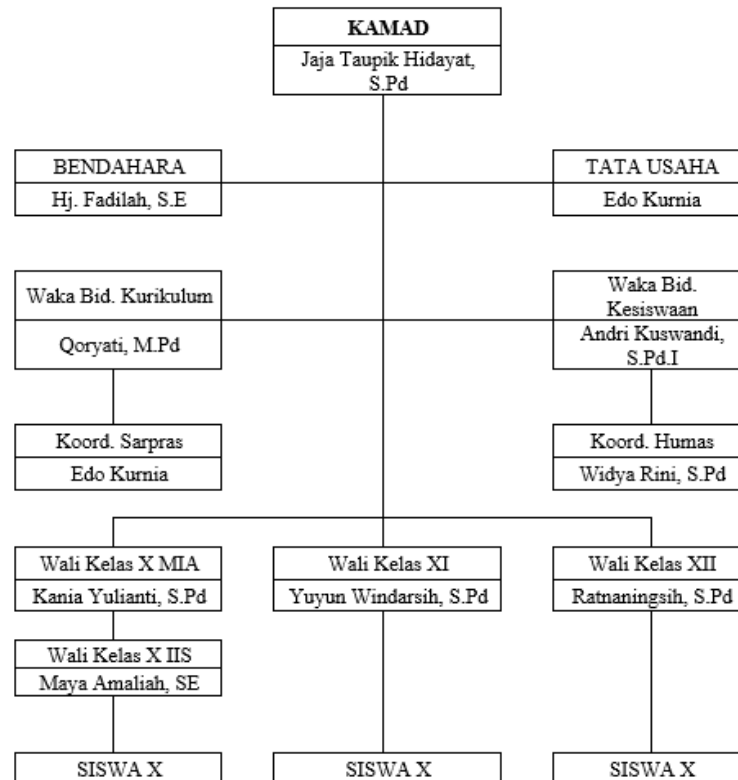 KAMAD
Jaja Taupik Hidayat,
S.Pd
BENDAHARA
Hj. Fadilah, S.E
TATA USAHA
Edo Kurnia
Waka Bid. Kurikulum
Qoryati, M.Pd
Waka Bid.
Kesiswaan
Andri Kuswandi,
S.Pd.I
Koord. Sarpras
Edo Kurnia
Koord. Humas
Widya Rini, S.Pd
Wali Kelas X MIA
Kania Yulianti, S.Pd
Wali Kelas XI
Yuyun Windarsih, S.Pd
Wali Kelas XII
Ratnaningsih, S.Pd
Wali Kelas X IIS
Maya Amaliah, SE
SISWA X
SISWA X
SISWA X